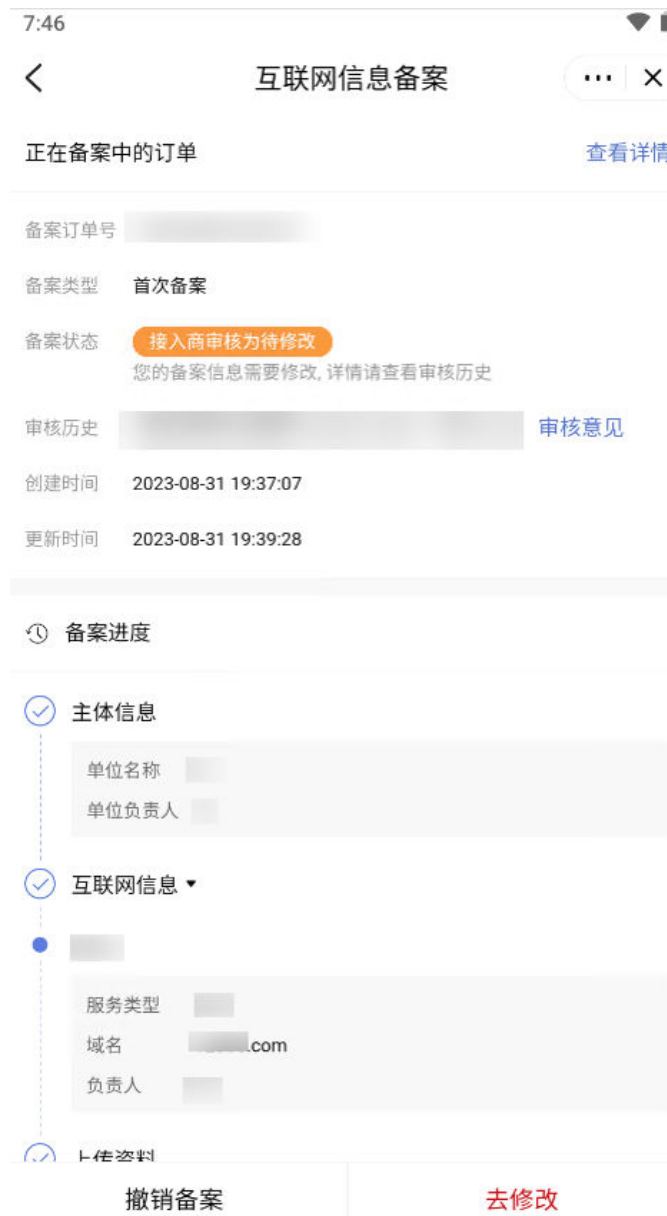 7:46
互联网信息备案
正在备案中的订单 查看详情
备案订单号
备案类型 首次备案
备案状态 接入商审核为待修改
您的备案信息需要修改, 详情请查看审核历史
审核历史 审核意见
创建时间 2023-08-31 19:37:07
更新时间 2023-08-31 19:39:28
备案进度
主体信息
单位名称
单位负责人
互联网信息
服务类型
域名 .com
负责人
上传资料
撤销备案 去修改